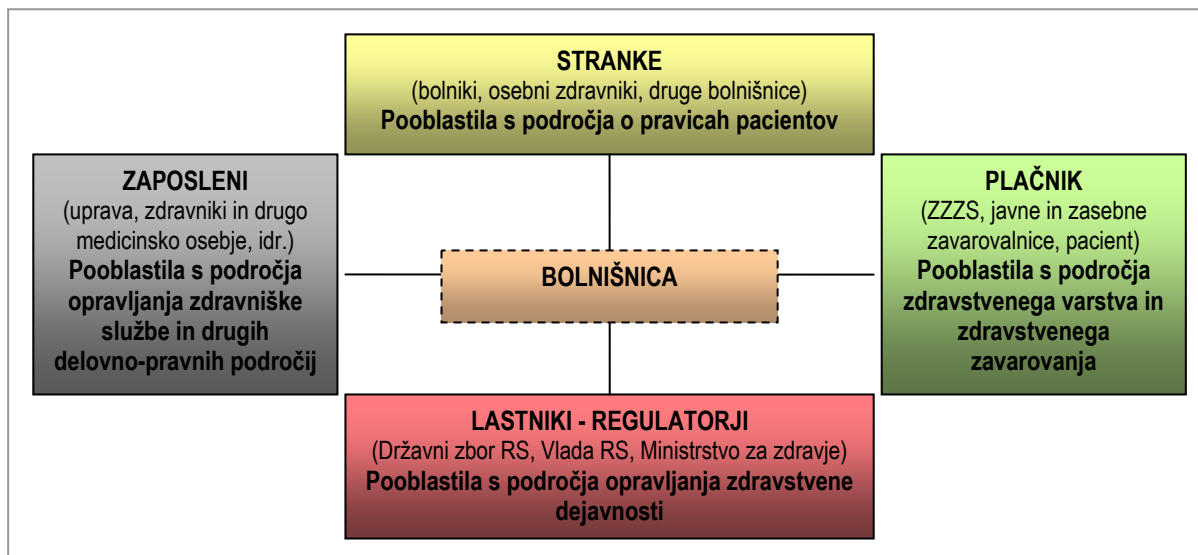 STRANKE
(bolniki, osebni zdravniki, druge bolnišnice)
Pooblastila s področja o pravicah pacientov
ZAPOSLENI
(uprava, zdravniki in drugo
medicinsko osebje, idr.)
Pooblastila s področja
opravljanja zdravniške
službe in drugih
delovno-pravnih področij
BOLNIŠNICA
PLAČNIK
(ZZZS, javne in zasebne
zavarovalnice, pacient)
Pooblastila s področja
zdravstvenega varstva in
zdravstvenega
zavarovanja
LASTNIKI - REGULATORJI
(Državni zbor RS, Vlada RS, Ministrstvo za zdravje)
Pooblastila s področja opravljanja zdravstvene
dejavnosti